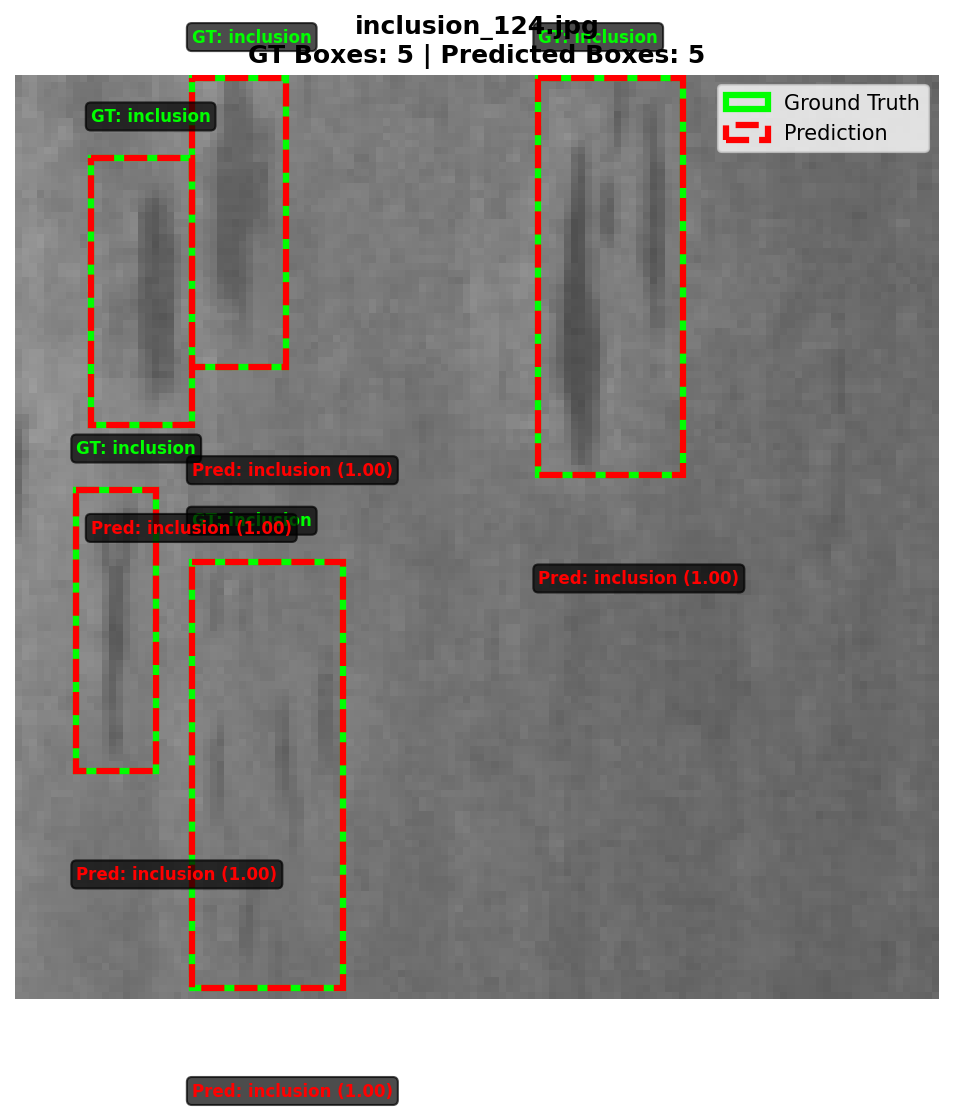 inclusion_124.jpg
GT: inclusion
GT: inclusion
GT Boxes: 5 | Predicted Boxes: 5
Ground Truth
GT: inclusion
Prediction
GT: inclusion
Pred: inclusion (1.00)
GT: inclusion
Pred: inclusion (1.00)
Pred: inclusion (1.00)
Pred: inclusion (1.00)
Pred: inclusion (1.00)